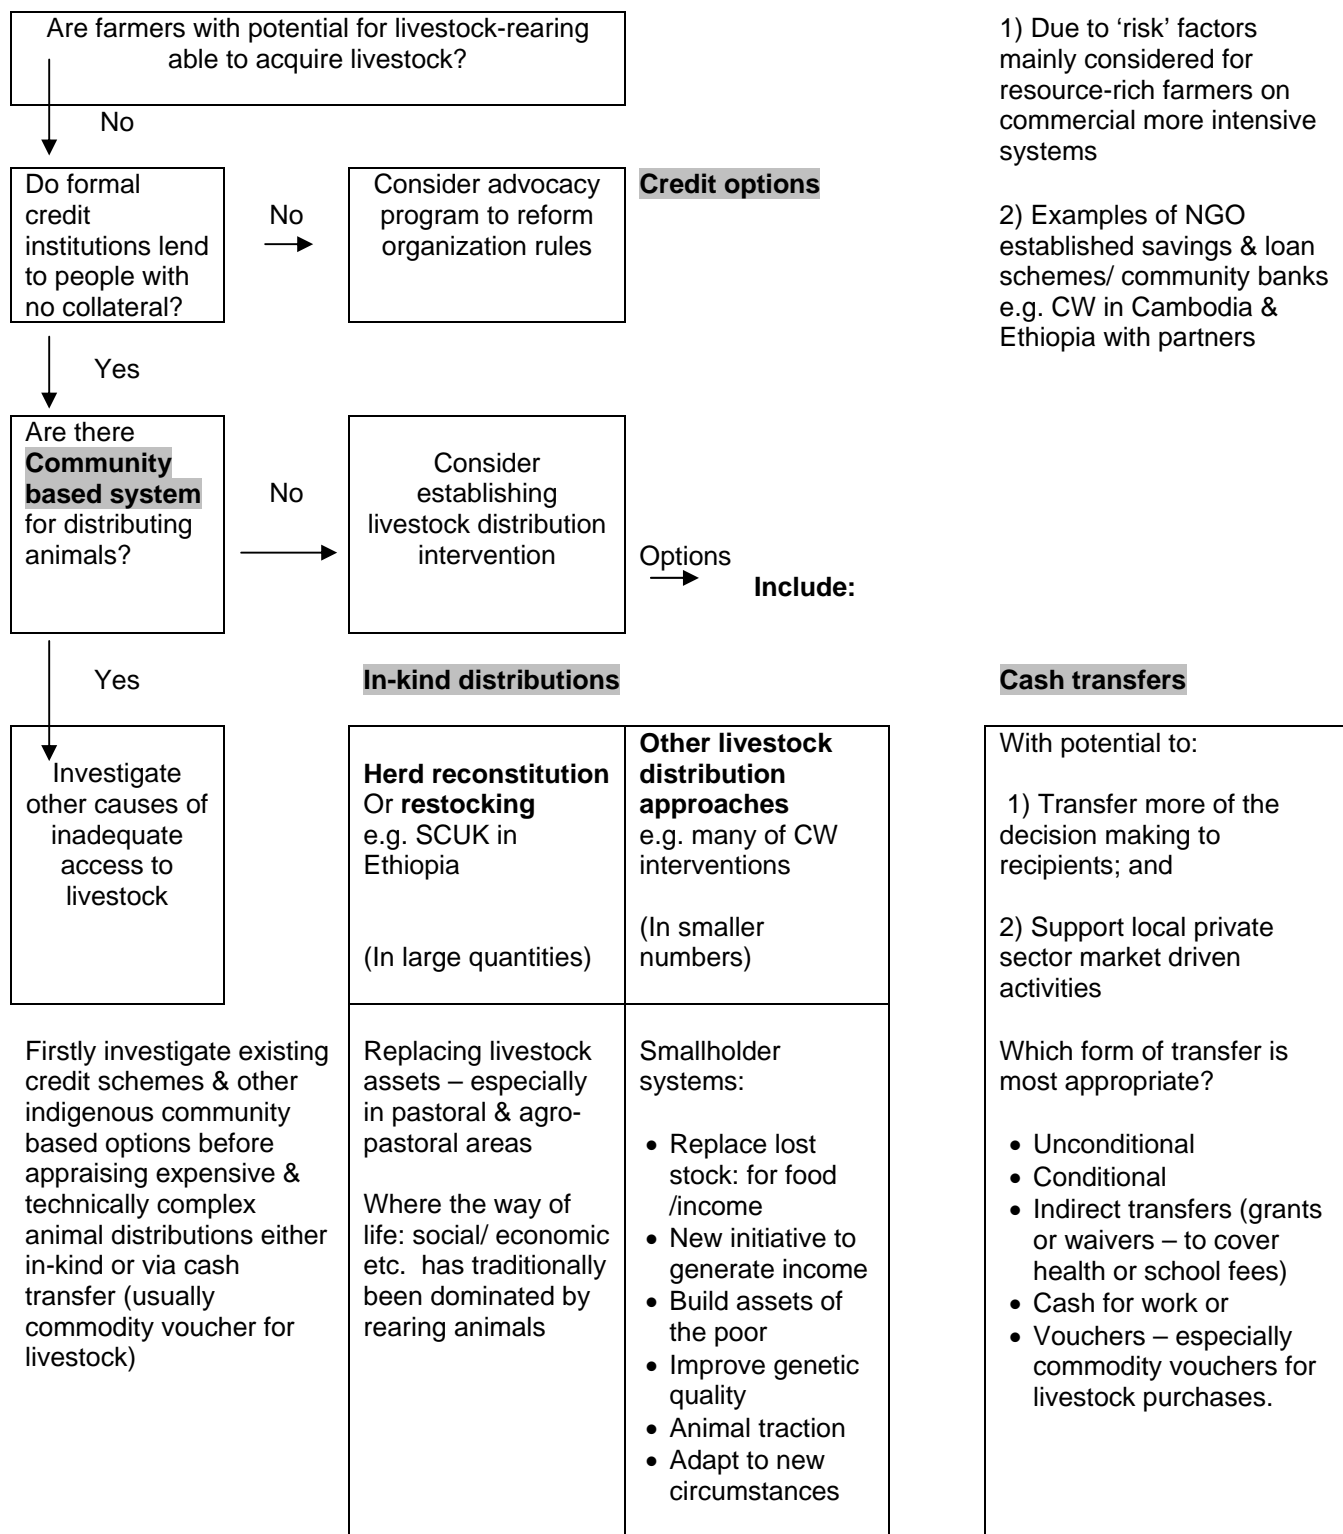 Are farmers with potential for livestock-rearing
able to acquire livestock?
1) Due to ‘risk’ factors
mainly considered for
resource-rich farmers on
commercial more intensive
systems
2) Examples of NGO
established savings & loan
schemes/ community banks
e.g. CW in Cambodia &
Ethiopia with partners
No
Do formal
credit
institutions lend
to people with
no collateral?
No
Consider advocacy
program to reform
organization rules
Credit options
Yes
Are there
Community
based system
for distributing
animals?
No
Consider
establishing
livestock distribution
intervention
Options
Include:
Yes
In-kind distributions
Cash transfers
Investigate
other causes of
inadequate
access to
livestock
Herd reconstitution
Or restocking
e.g. SCUK in
Ethiopia
(In large quantities)
Other livestock
distribution
approaches
e.g. many of CW
interventions
(In smaller
numbers)
With potential to:
1) Transfer more of the
decision making to
recipients; and
2) Support local private
sector market driven
activities
Which form of transfer is
most appropriate?
• Unconditional
• Conditional
• Indirect transfers (grants
or waivers – to cover
health or school fees)
• Cash for work or
• Vouchers – especially
commodity vouchers for
livestock purchases.
Firstly investigate existing
credit schemes & other
indigenous community
based options before
appraising expensive &
technically complex
animal distributions either
in-kind or via cash
transfer (usually
commodity voucher for
livestock)
Replacing livestock
assets – especially
in pastoral & agro-
pastoral areas
Where the way of
life: social/ economic
etc. has traditionally
been dominated by
rearing animals
Smallholder
systems:
• Replace lost
stock: for food
/income
• New initiative to
generate income
• Build assets of
the poor
• Improve genetic
quality
• Animal traction
• Adapt to new
circumstances